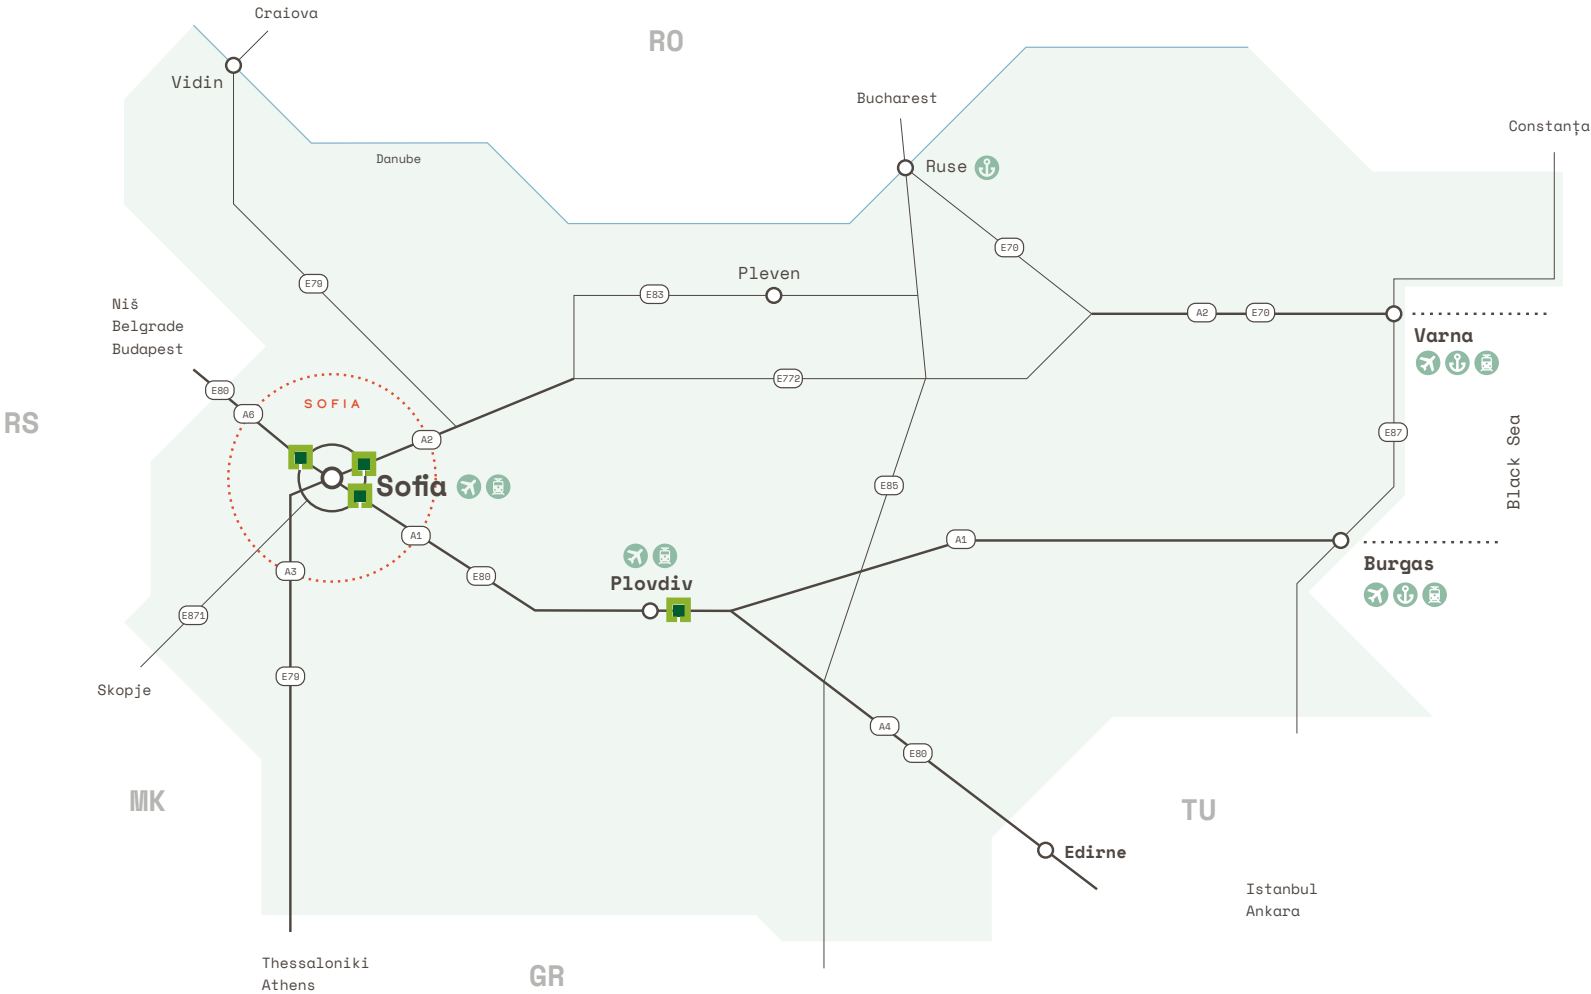 Craiova
RO
Vidin
Bucharest
Constanța
Danube
Ruse
E70
Pleven
E79
E83
Niš
Belgrade
Budapest
A2
E70
Varna
E772
E80
A6
SOFIA
RS
A2
E87
Black Sea
Sofia
E85
A1
A1
Plovdiv
Burgas
A3
E80
E871
E79
Skopje
A4
E80
MK
TU
Edirne
Istanbul
Ankara
Thessaloniki
Athens
GR